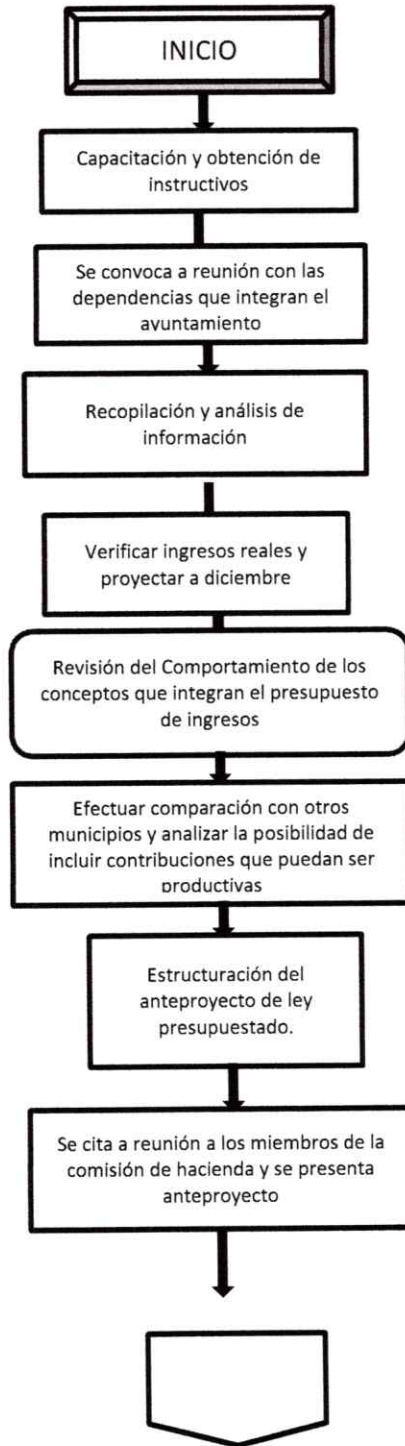 INICIO
Capacitación y obtención de
instructivos
Se convoca a reunión con las
dependencias que integran el
ayuntamiento
Recopilación y análisis de
información
Verificar ingresos reales y
proyectar a diciembre
Revisión del Comportamiento de los
conceptos que integran el presupuesto
de ingresos
Efectuar comparación con otros
municipios y analizar la posibilidad de
incluir contribuciones que puedan ser
productivas
Estructuración del
anteproyecto de ley
presupuestado.
Se cita a reunión a los miembros de la
comisión de hacienda y se presenta
anteproyecto